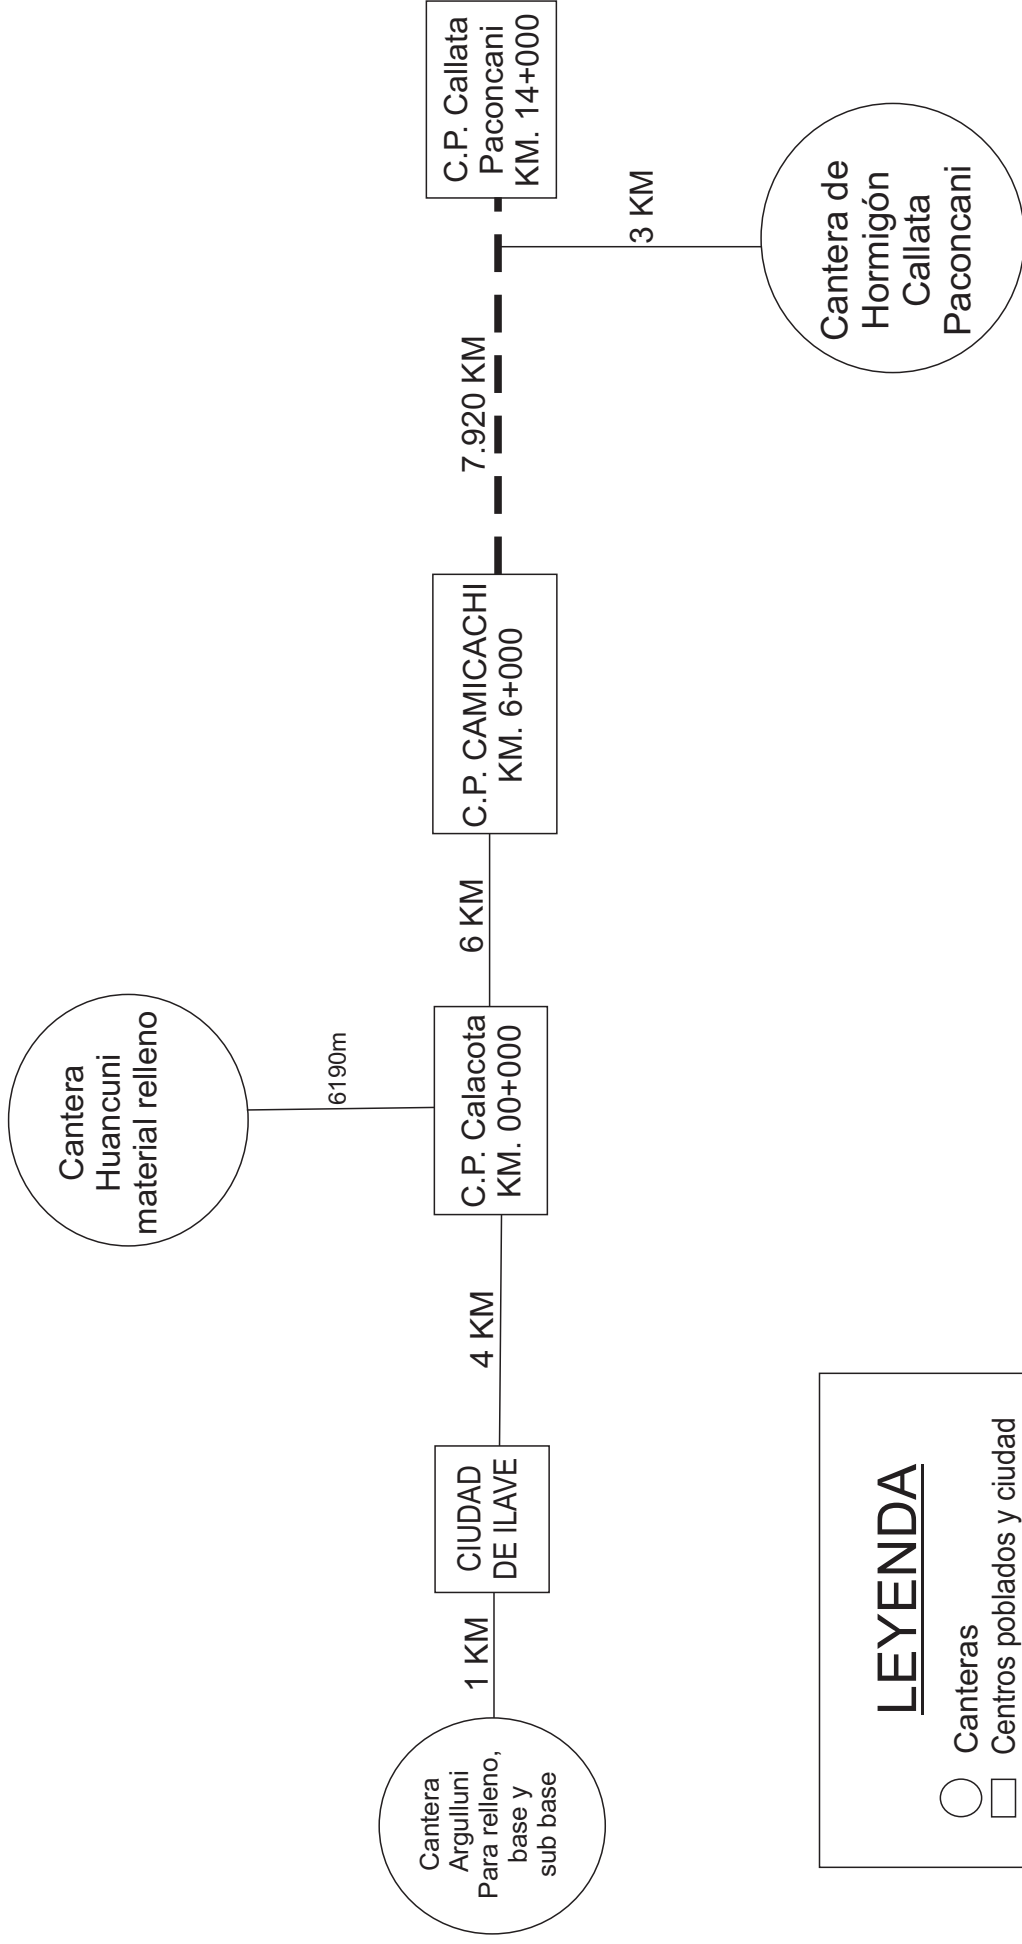 Cantera
Argulluni
Para relleno,
base y
sub base
1 KM
CIUDAD
DE ILAVE
4 KM
Cantera
Huancuni
material relleno
6190m
C.P. Calacota
KM. 00+000
6 KM
C.P. CAMICACHI
KM. 6+000
7.920 KM
C.P. Callata
Paconcani
KM. 14+000
3 KM
Cantera de
Hormigón
Callata
Paconcani
LEYENDA
Canteras
Centros poblados y ciudad